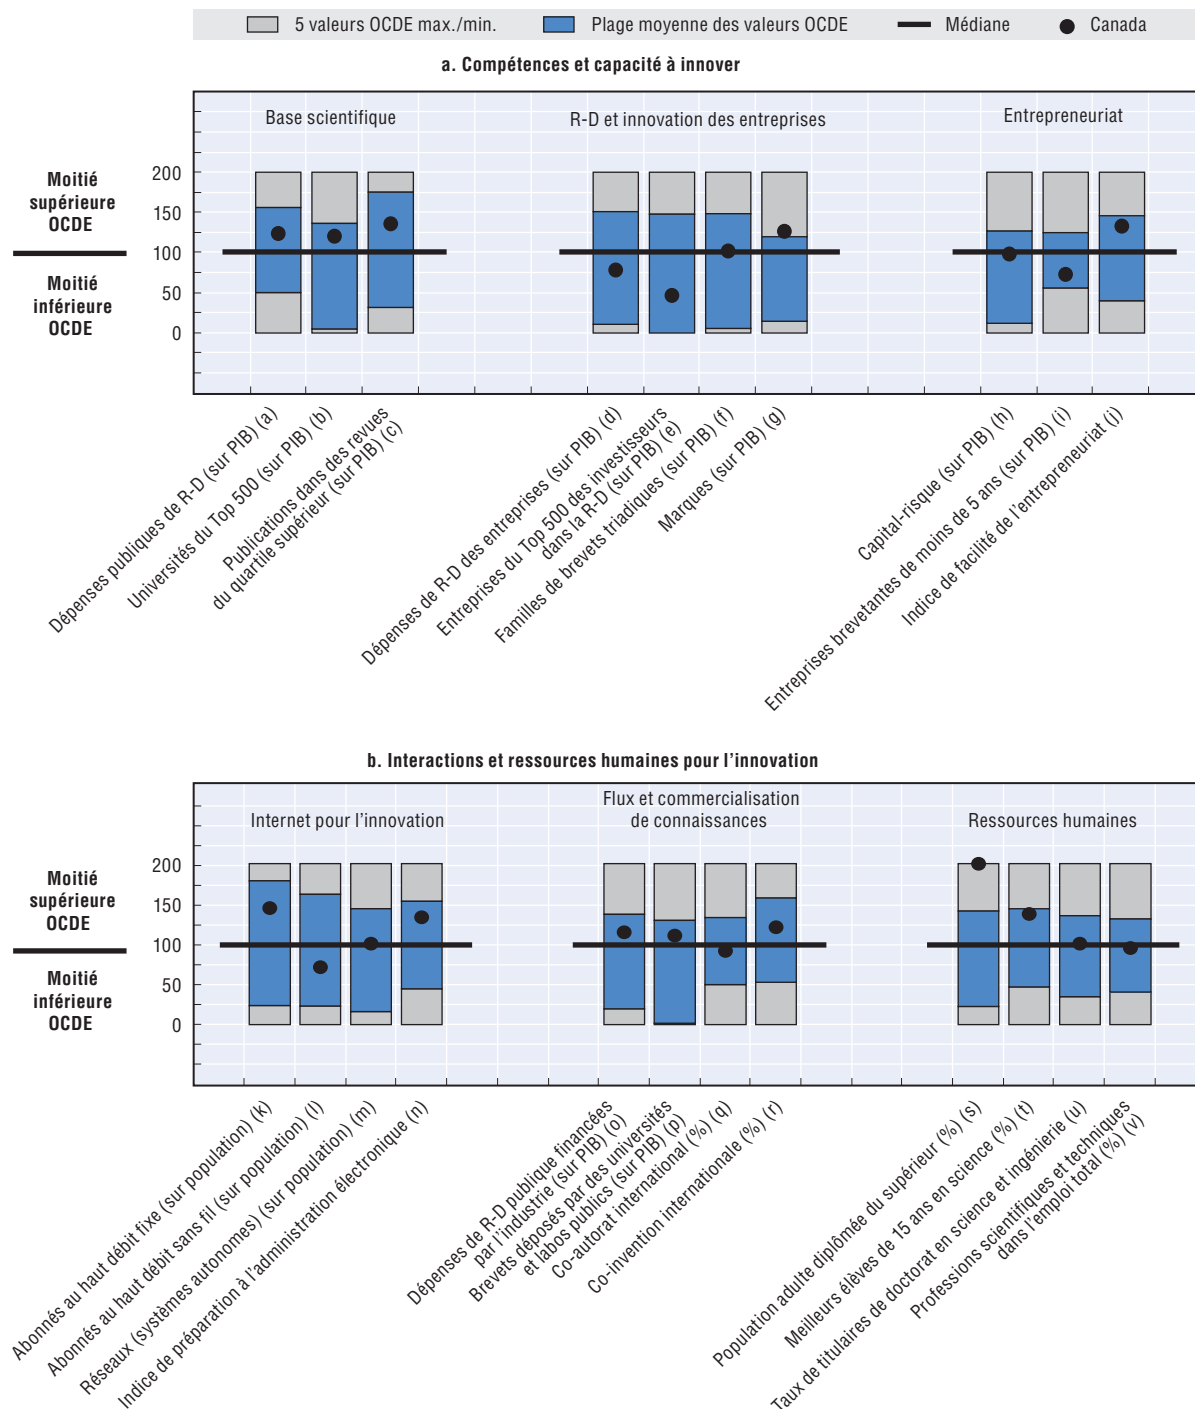 5 valeurs OCDE max./min.
Plage moyenne des valeurs OCDE
Médiane
Canada
a. Compétences et capacité à innover
Base scientifique
R-D et innovation des entreprises
Entrepreneuriat
Moitié
supérieure
OCDE
Moitié
inférieure
OCDE
200
150
100
50
0
Dépenses publiques de R-D (sur PIB) (a)
Universités du Top 500 (sur PIB) (b)
Publications dans des revues
du quartile supérieur (sur PIB) (c)
Dépenses de R-D des entreprises (sur PIB) (d)
Entreprises du Top 500 des investisseurs
dans la R-D (sur PIB) (e)
Familles de brevets triadiques (sur PIB) (f)
Marques (sur PIB) (g)
Capital-risque (sur PIB) (h)
Entreprises brevetantes de moins de 5 ans (sur PIB) (i)
Indice de facilité de l'entrepreneuriat (j)
b. Interactions et ressources humaines pour l'innovation
Internet pour l'innovation
Flux et commercialisation
de connaissances
Ressources humaines
Moitié
supérieure
OCDE
Moitié
inférieure
OCDE
200
150
100
50
0
Abonnés au haut débit fixe (sur population) (k)
Abonnés au haut débit sans fil (sur population) (l)
Réseaux (systèmes autonomes) (sur population) (m)
Indice de préparation à l'administration électronique (n)
Dépenses de R-D publique financées
par l'industrie (sur PIB) (o)
Brevets déposés par des universités
et labos publics (sur PIB) (p)
Co-autorat international (%) (q)
Co-invention internationale (%) (r)
Population adulte diplômée du supérieur (%) (s)
Meilleurs élèves de 15 ans en science (%) (t)
Taux de titulaires de doctorat en science et ingénierie (u)
Professions scientifiques et techniques
dans l'emploi total (%) (v)